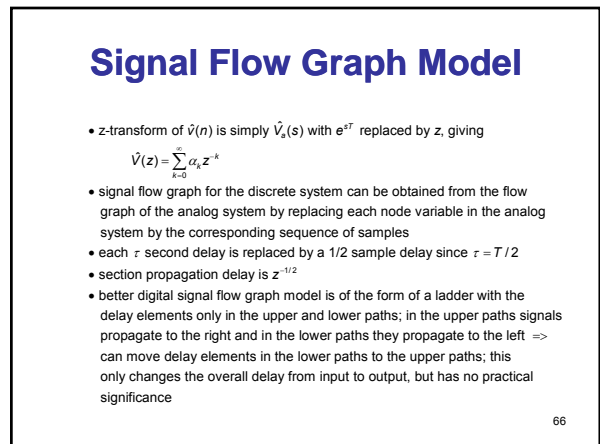 Signal Flow Graph Model
• z-transform of v̂(n) is simply V̂ₐ(s) with e^{sT} replaced by z, giving
V̂(z) = ∑_{k=0}^{∞} α_k z^{-k}
• signal flow graph for the discrete system can be obtained from the flow
graph of the analog system by replacing each node variable in the analog
system by the corresponding sequence of samples
• each τ second delay is replaced by a 1/2 sample delay since τ = T / 2
• section propagation delay is z^{-1/2}
• better digital signal flow graph model is of the form of a ladder with the
delay elements only in the upper and lower paths; in the upper paths signals
propagate to the right and in the lower paths they propagate to the left =>
can move delay elements in the lower paths to the upper paths; this
only changes the overall delay from input to output, but has no practical
significance
66